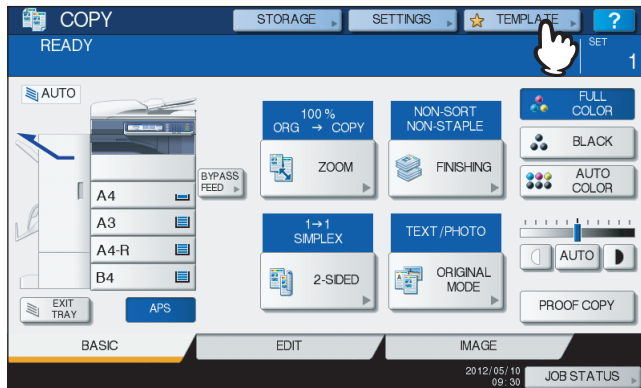 COPY
STORAGE
SETTINGS
TEMPLATE
?
READY
SET
1
AUTO
100 %
ORG → COPY
ZOOM
NON-SORT
NON-STAPLE
FINISHING
FULL
COLOR
BLACK
AUTO
COLOR
BYPASS
FEED
A4
A3
A4-R
B4
1→1
SIMPLEX
2-SIDED
TEXT/PHOTO
ORIGINAL
MODE
AUTO
EXIT
TRAY
APS
PROOF COPY
BASIC
EDIT
IMAGE
2012/05/10
09:30
JOB STATUS